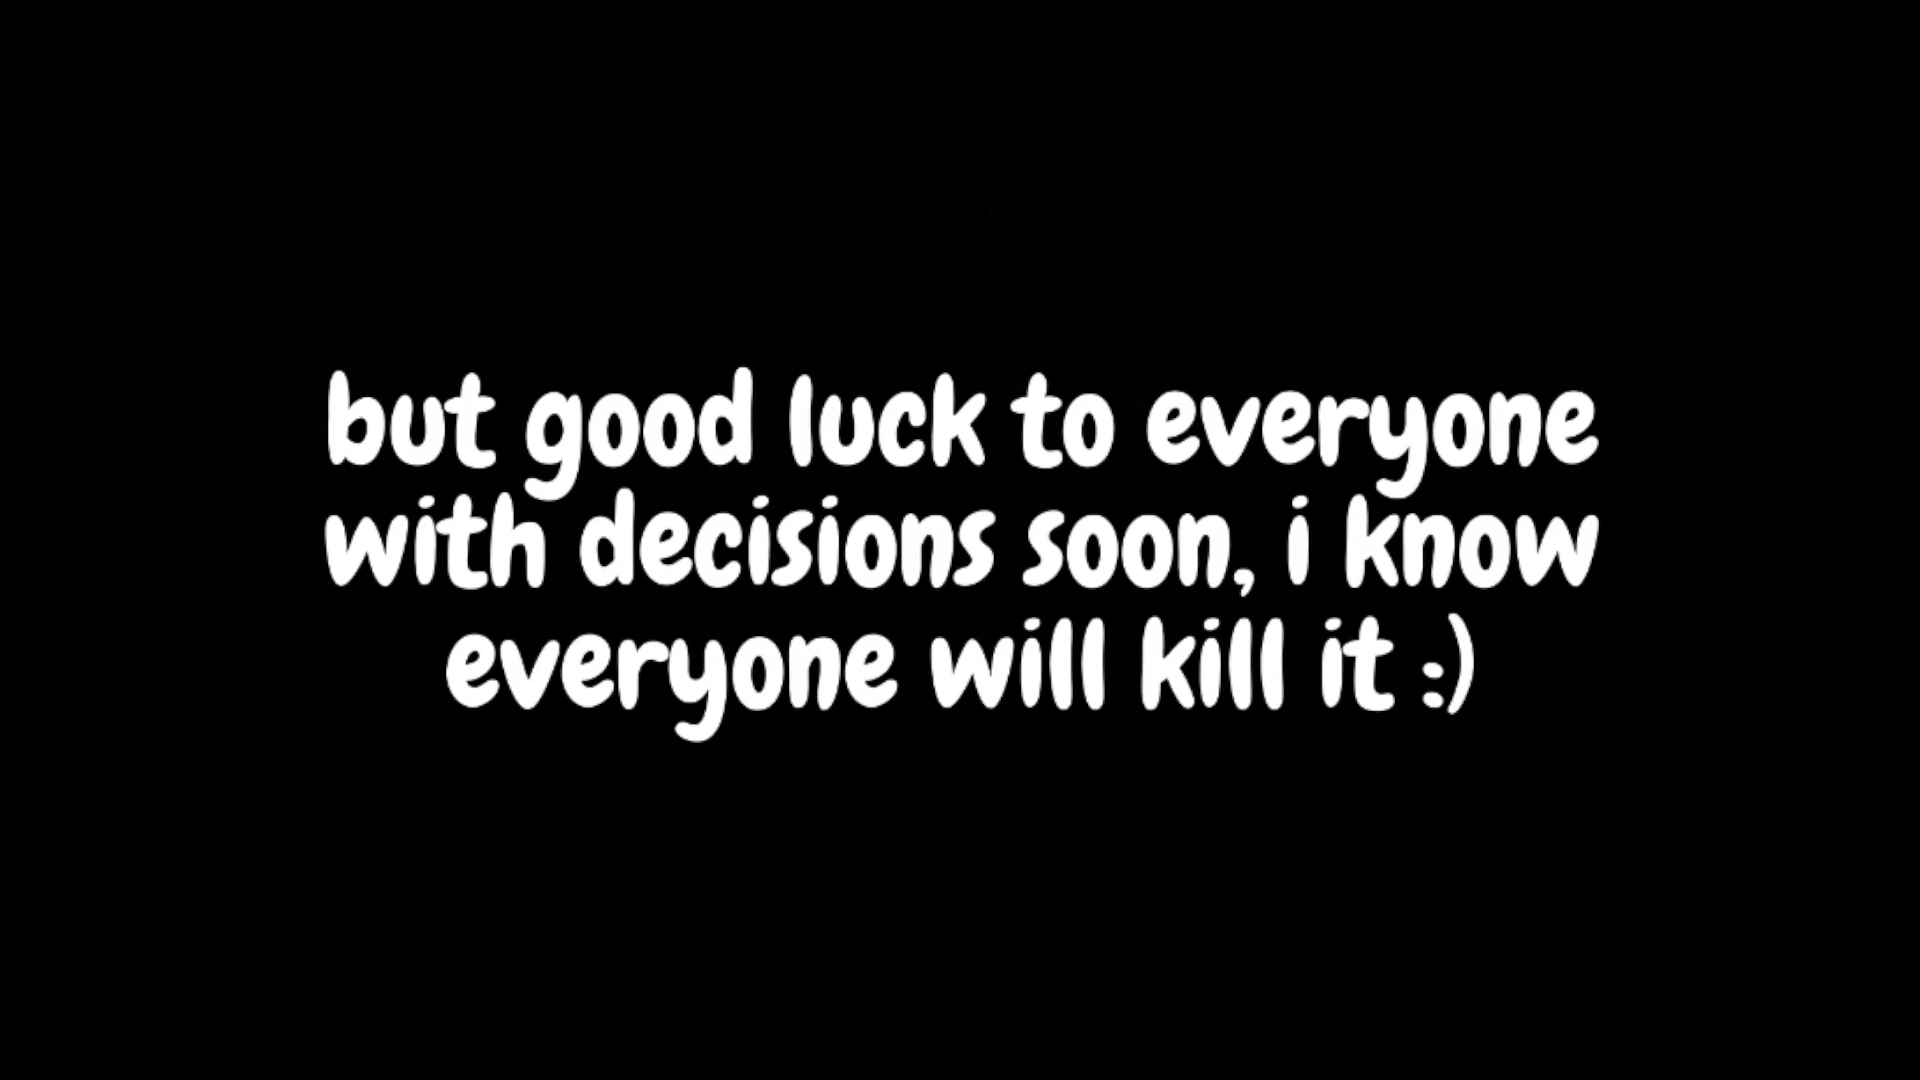 but good luck to everyone
with decisions soon, i know
everyone will kill it :)